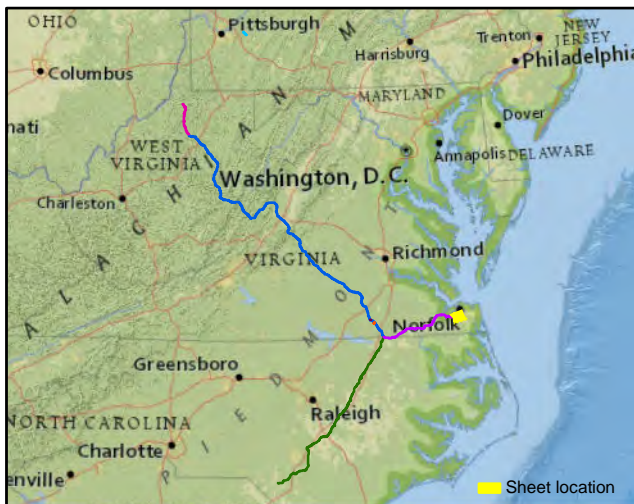 OHIO
Pittsburgh
NEW
JERSEY
Trenton
Harrisburg
Philadelphia
Columbus
MARYLAND
Dover
nati
WEST
VIRGINIA
Annapolis
DELAWARE
Washington, D.C.
Charleston
Richmond
VIRGINIA
Norfolk
Greensboro
Raleigh
NORTH CAROLINA
Charlotte
enville
A L A C H I A N M
P I E D M O N T
Sheet location